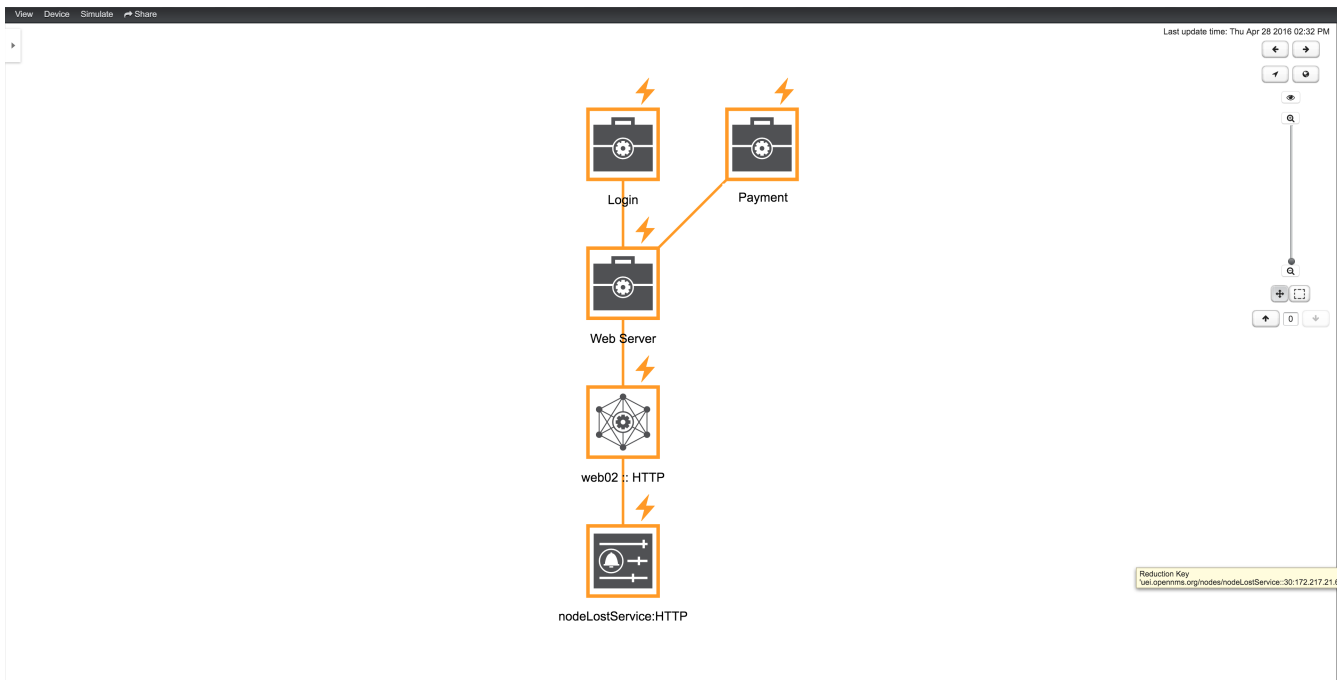 View Device Simulate Share
Last update time: Thu Apr 28 2016 02:32 PM
Login
Payment
Web Server
0
web02 :: HTTP
Reduction Key
'uei.opennms.org/nodes/nodeLostService::30:172.217.21.6
nodeLostService:HTTP